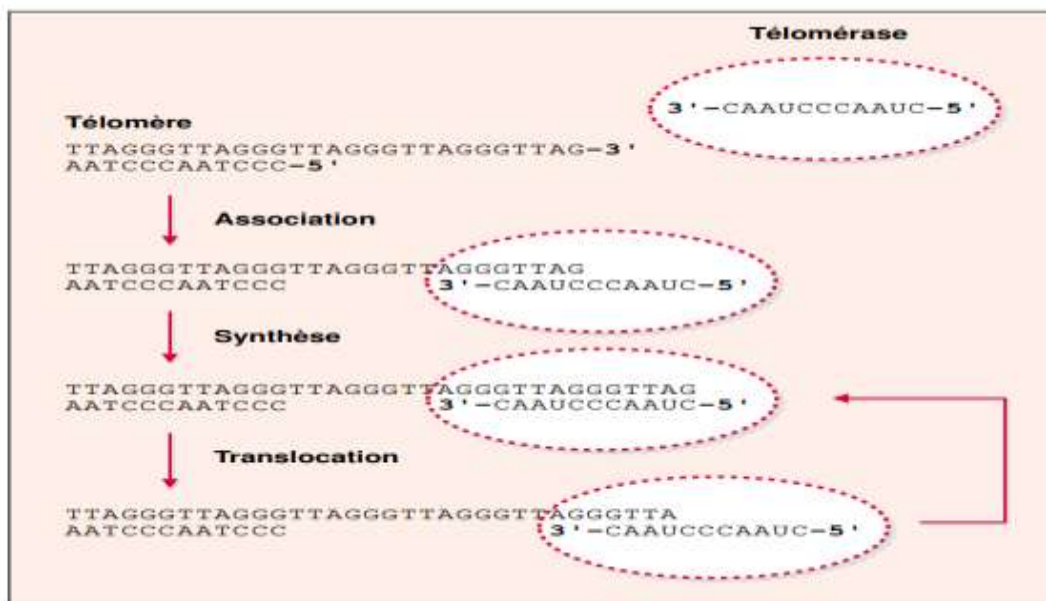 Télomérase
3'-CAAUCCCAAUC-5'
Télomère
TTAGGGTTAGGGTTAGGGTTAGGGTTAG-3'
AATCCCAATCCC-5'
Association
TTAGGGTTAGGGTTAGGGTTAGGGTTAG
AATCCCAATCCC
3'-CAAUCCCAAUC-5'
Synthèse
TTAGGGTTAGGGTTAGGGTTAGGGTTAGGGTTAG
AATCCCAATCCC
3'-CAAUCCCAAUC-5'
Translocation
TTAGGGTTAGGGTTAGGGTTAGGGTTAGGGTTA
AATCCCAATCCC
3'-CAAUCCCAAUC-5'